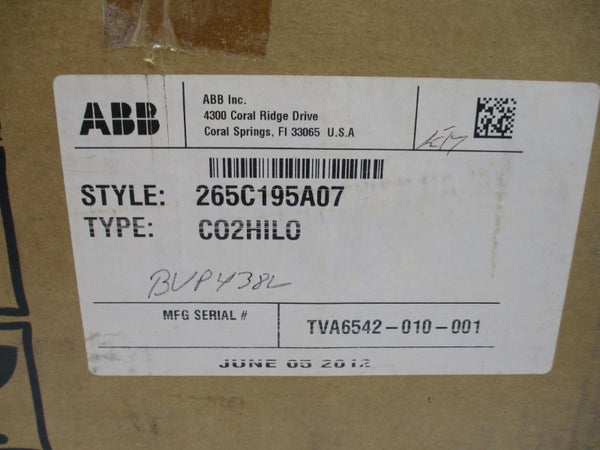 ABB
ABB Inc.
4300 Coral Ridge Drive
Coral Springs, Fl 33065 U.S.A
STYLE: 265C195A07
TYPE: CO2HILO
BVP438L
MFG SERIAL # TVA6542-010-001
JUNE 05 2012